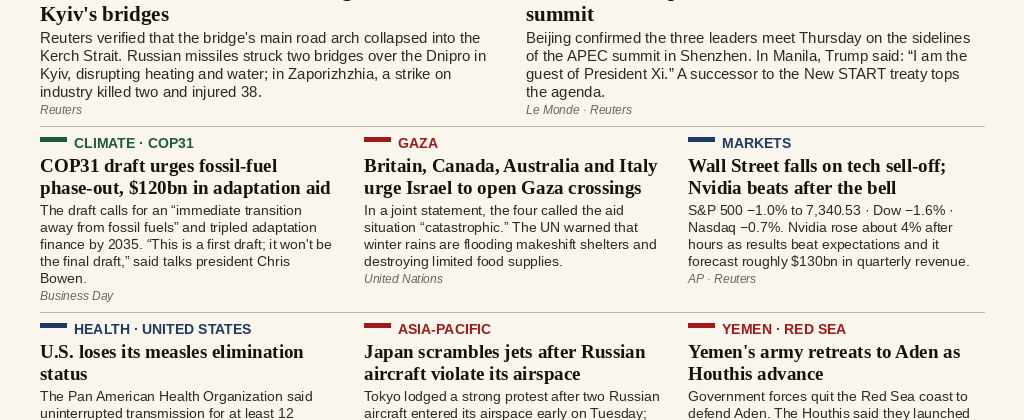 Kyiv's bridges
Reuters verified that the bridge's main road arch collapsed into the
Kerch Strait. Russian missiles struck two bridges over the Dnipro in
Kyiv, disrupting heating and water; in Zaporizhzhia, a strike on
industry killed two and injured 38.
Reuters
summit
Beijing confirmed the three leaders meet Thursday on the sidelines
of the APEC summit in Shenzhen. In Manila, Trump said: “I am the
guest of President Xi.” A successor to the New START treaty tops
the agenda.
Le Monde · Reuters
CLIMATE · COP31
COP31 draft urges fossil-fuel
phase-out, $120bn in adaptation aid
The draft calls for an “immediate transition
away from fossil fuels” and tripled adaptation
finance by 2035. “This is a first draft; it won’t be
the final draft,” said talks president Chris
Bowen.
Business Day
GAZA
Britain, Canada, Australia and Italy
urge Israel to open Gaza crossings
In a joint statement, the four called the aid
situation “catastrophic.” The UN warned that
winter rains are flooding makeshift shelters and
destroying limited food supplies.
United Nations
MARKETS
Wall Street falls on tech sell-off;
Nvidia beats after the bell
S&P 500 −1.0% to 7,340.53 · Dow −1.6% ·
Nasdaq −0.7%. Nvidia rose about 4% after
hours as results beat expectations and it
forecast roughly $130bn in quarterly revenue.
AP · Reuters
HEALTH · UNITED STATES
U.S. loses its measles elimination
status
The Pan American Health Organization said
uninterrupted transmission for at least 12
ASIA-PACIFIC
Japan scrambles jets after Russian
aircraft violate its airspace
Tokyo lodged a strong protest after two Russian
aircraft entered its airspace early on Tuesday;
YEMEN · RED SEA
Yemen's army retreats to Aden as
Houthis advance
Government forces quit the Red Sea coast to
defend Aden. The Houthis said they launched